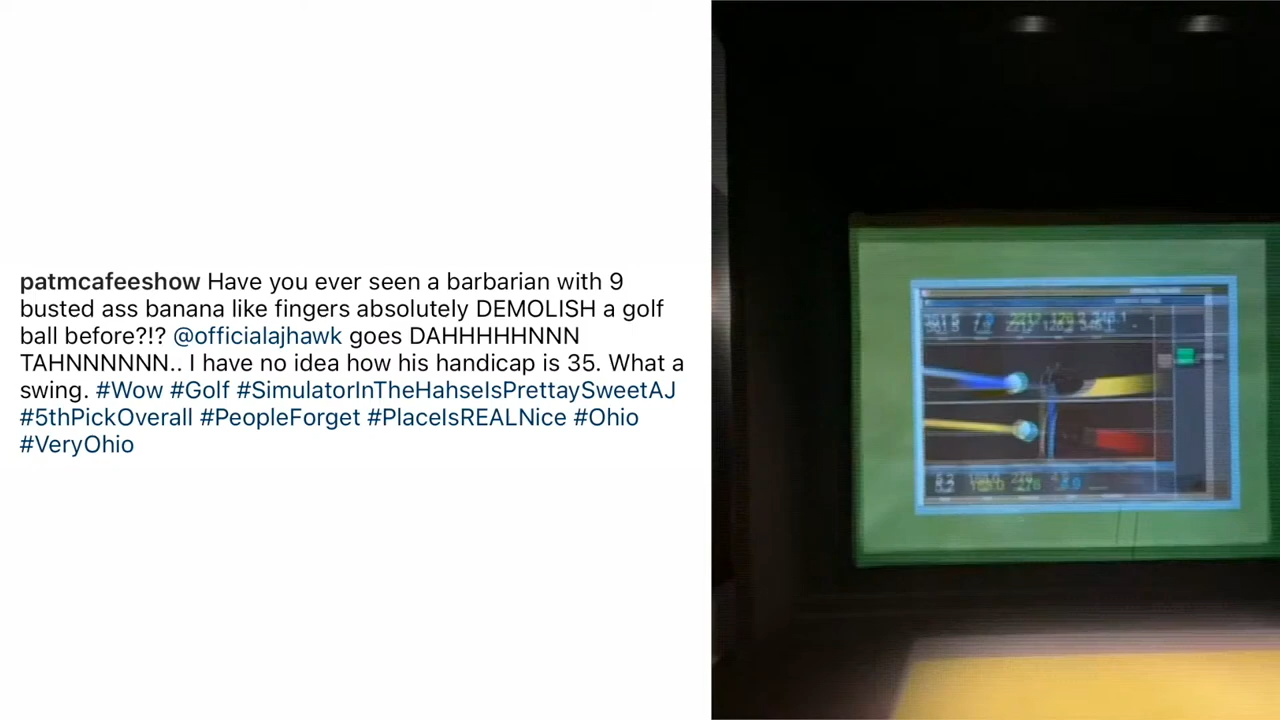 patmcafeeshow Have you ever seen a barbarian with 9
busted ass banana like fingers absolutely DEMOLISH a golf
ball before?!? @officialajhawk goes DAHHHHHNNN
TAHNNNNNN.. I have no idea how his handicap is 35. What a
swing. #Wow #Golf #SimulatorInTheHahseIsPrettaySweetAJ
#5thPickOverall #PeopleForget #PlaceIsREALNice #Ohio
#VeryOhio